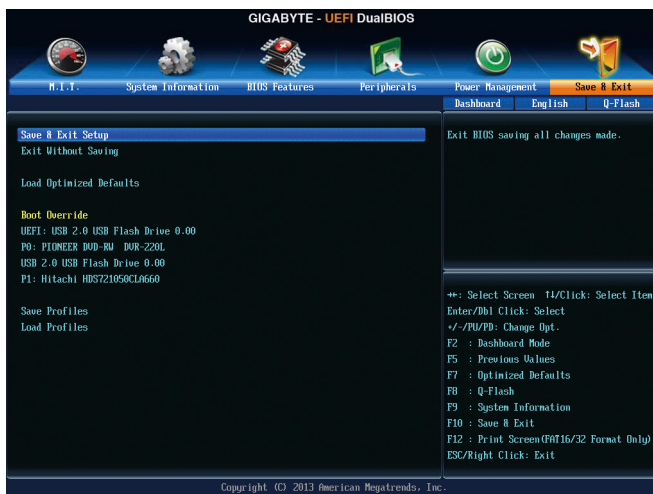 GIGABYTE - UEFI DualBIOS
M.I.T. System Information BIOS Features Peripherals Power Management Save & Exit
Dashboard English Q-Flash
Save & Exit Setup
Exit Without Saving
Load Optimized Defaults
Boot Override
UEFI: USB 2.0 USB Flash Drive 0.00
P0: PIONEER DVD-RW DVR-220L
USB 2.0 USB Flash Drive 0.00
P1: Hitachi HDS721050CLA660
Save Profiles
Load Profiles
Exit BIOS saving all changes made.
↔: Select Screen ↑↓/Click: Select Item
Enter/Dbl Click: Select
+/-/PU/PD: Change Opt.
F2 : Dashboard Mode
F5 : Previous Values
F7 : Optimized Defaults
F8 : Q-Flash
F9 : System Information
F10 : Save & Exit
F12 : Print Screen(FAT16/32 Format Only)
ESC/Right Click: Exit
Copyright (C) 2013 American Megatrends, Inc.